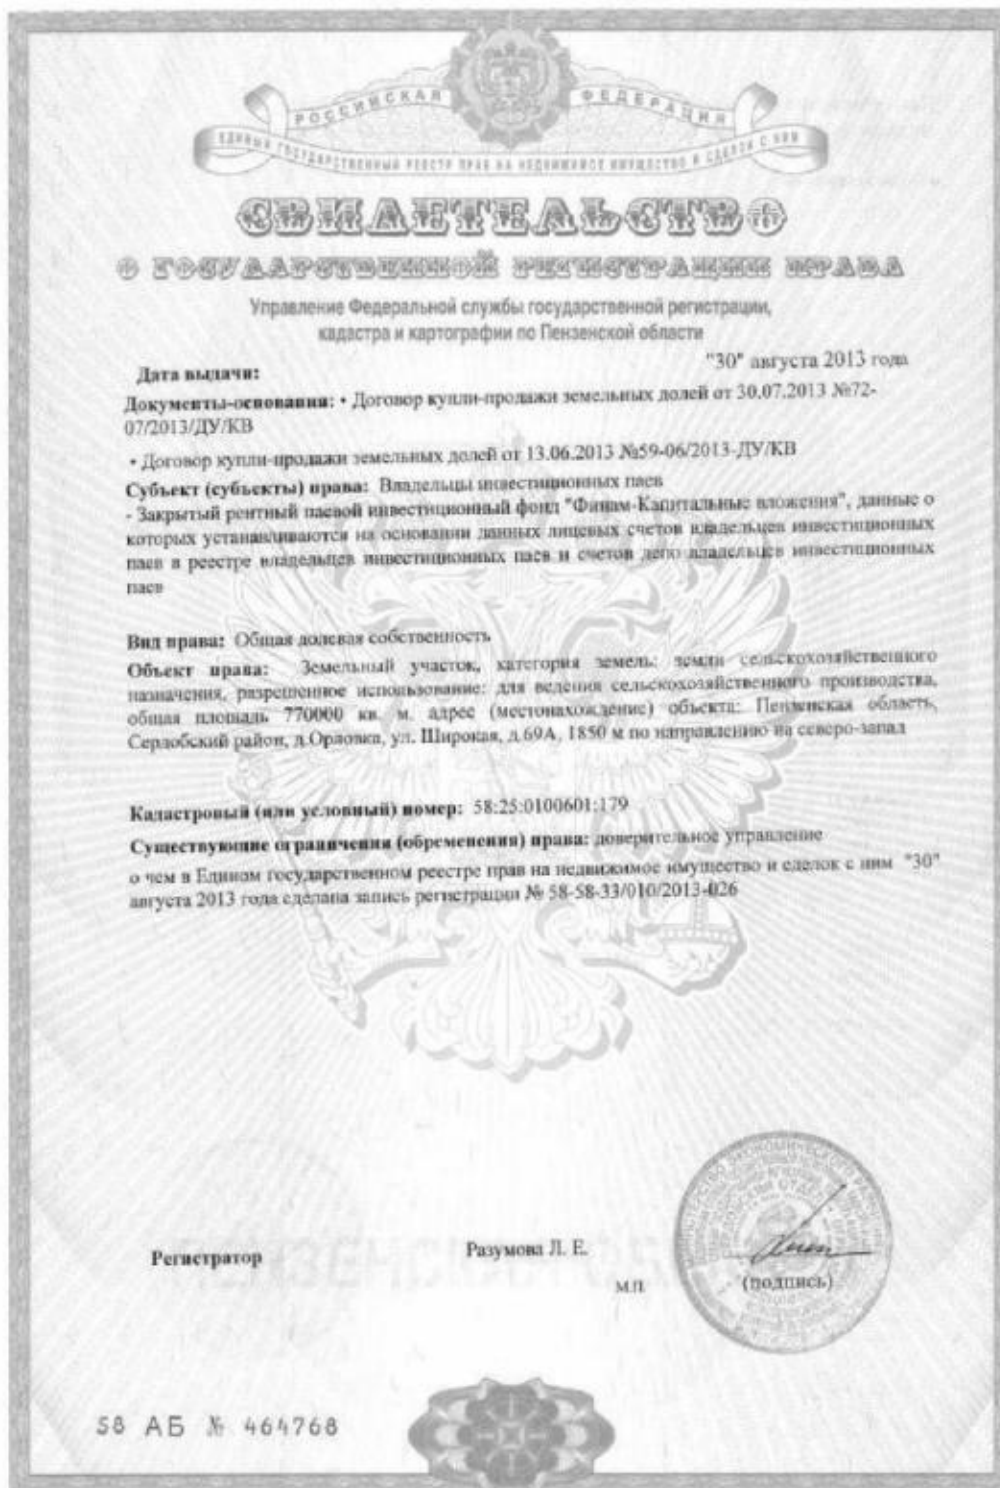 РОССИЙСКАЯ ФЕДЕРАЦИЯ
ЕДИНЫЙ ГОСУДАРСТВЕННЫЙ РЕЕСТР ПРАВ НА НЕДВИЖИМОЕ ИМУЩЕСТВО И СДЕЛОК С НИМ
СВИДЕТЕЛЬСТВО
О ГОСУДАРСТВЕННОЙ РЕГИСТРАЦИИ ПРАВА
Управление Федеральной службы государственной регистрации,
кадастра и картографии по Пензенской области
Дата выдачи: "30" августа 2013 года
Документы-основания: • Договор купли-продажи земельных долей от 30.07.2013 №72-
07/2013/ДУ/КВ
• Договор купли-продажи земельных долей от 13.06.2013 №59-06/2013-ДУ/КВ
Субъект (субъекты) права: Владельцы инвестиционных паев
- Закрытый рентный паевой инвестиционный фонд "Финам-Капитальные вложения", данные о
которых устанавливаются на основании данных лицевых счетов владельцев инвестиционных
паев в реестре владельцев инвестиционных паев и счетов депо владельцев инвестиционных
паев
Вид права: Общая долевая собственность
Объект права: Земельный участок, категория земель: земли сельскохозяйственного
назначения, разрешенное использование: для ведения сельскохозяйственного производства,
общая площадь 770000 кв. м, адрес (местонахождение) объекта: Пензенская область,
Сердобский район, д.Орловка, ул. Широкая, д.69А, 1850 м по направлению на северо-запад
Кадастровый (или условный) номер: 58:25:0100601:179
Существующие ограничения (обременения) права: доверительное управление
о чем в Едином государственном реестре прав на недвижимое имущество и сделок с ним "30"
августа 2013 года сделана запись регистрации № 58-58-33/010/2013-026
Регистратор Разумова Л. Е.
м.п. (подпись)
58 АБ № 464768